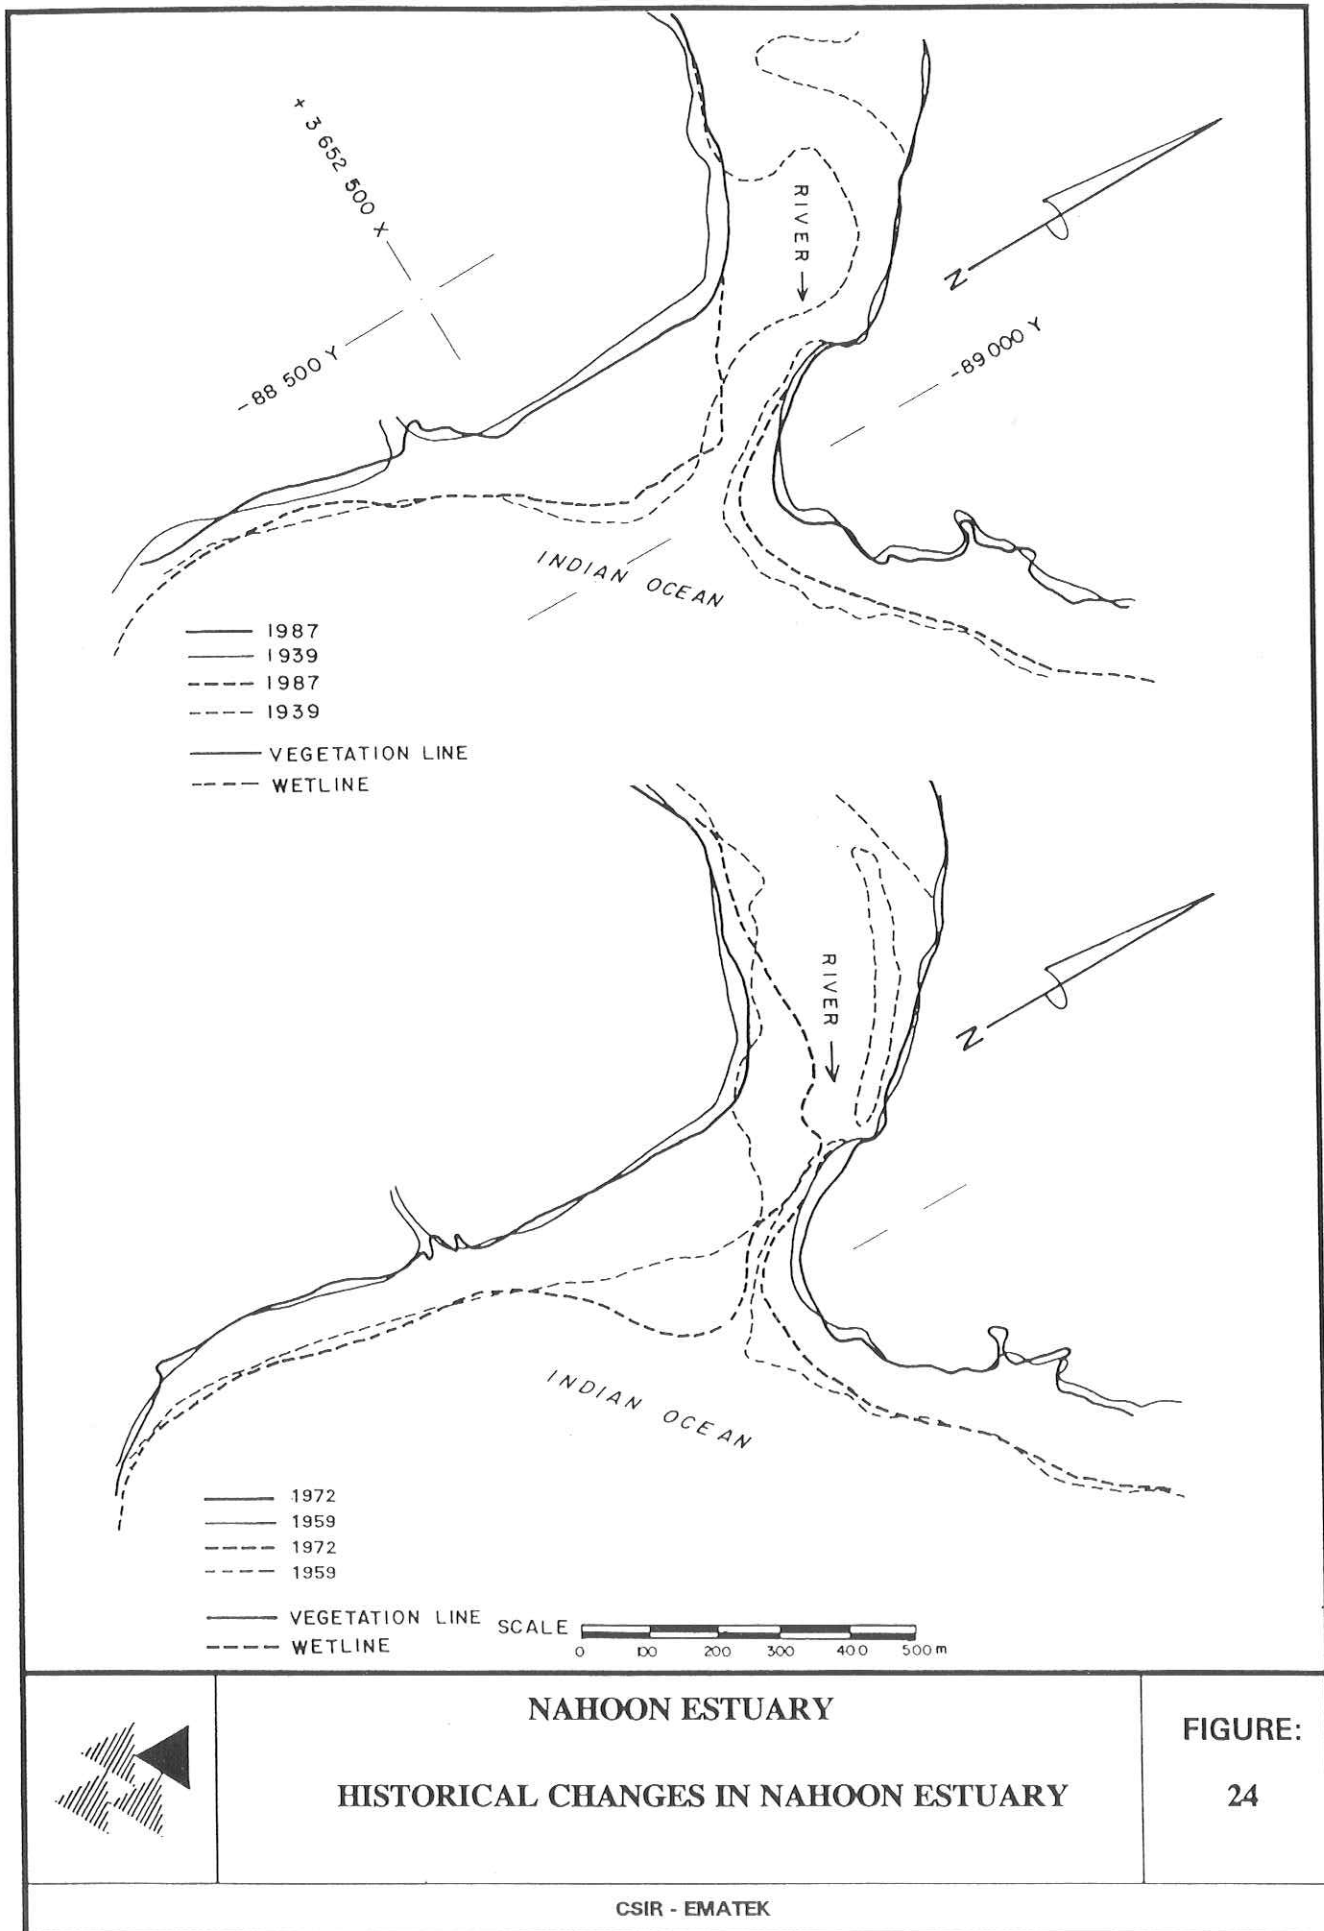 + 3 652 500 X
RIVER
N
-88 500 Y
-89 000 Y
INDIAN OCEAN
1987
1939
1987
1939
VEGETATION LINE
WETLINE
RIVER
N
INDIAN OCEAN
1972
1959
1972
1959
VEGETATION LINE
WETLINE
SCALE
0 100 200 300 400 500 m
NAHOON ESTUARY
HISTORICAL CHANGES IN NAHOON ESTUARY
FIGURE:
24
CSIR - EMATEK